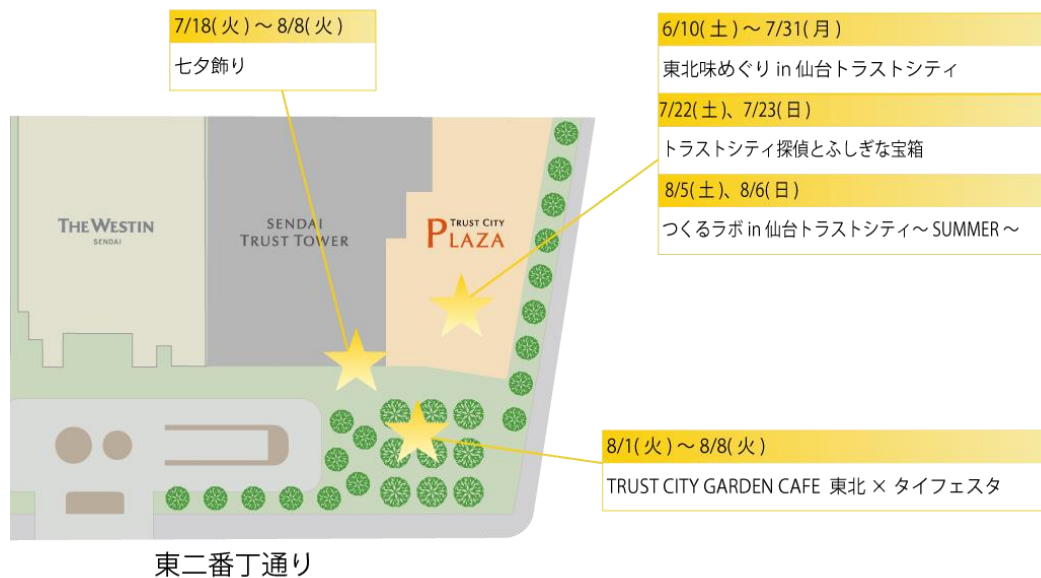 7/18(火)～8/8(火)
七夕飾り
6/10(土)～7/31(月)
東北味めぐり in 仙台トラストシティ
7/22(土)、7/23(日)
トラストシティ探偵とふしぎな宝箱
8/5(土)、8/6(日)
つくるラボ in 仙台トラストシティ～ SUMMER ～
THE WESTIN
SENDAI
SENDAI
TRUST TOWER
TRUST CITY
PLAZA
8/1(火)～8/8(火)
TRUST CITY GARDEN CAFE 東北 × タイフェスタ
東二番丁通り